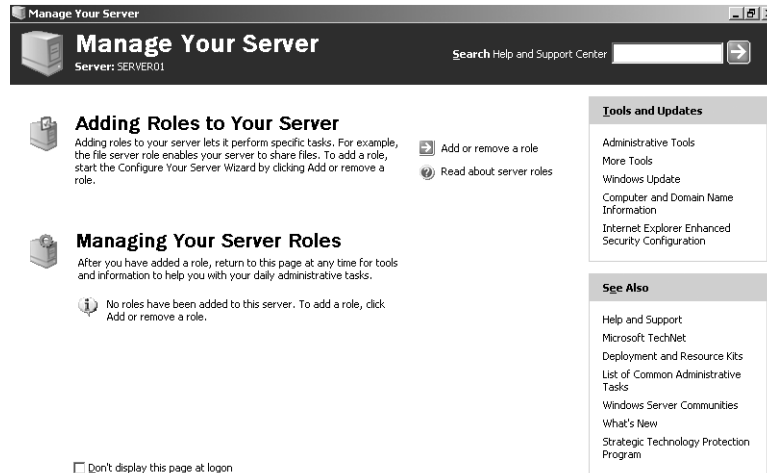 Manage Your Server
Manage Your Server
Server: SERVER01
Search Help and Support Center
Adding Roles to Your Server
Adding roles to your server lets it perform specific tasks. For example,
the file server role enables your server to share files. To add a role,
start the Configure Your Server Wizard by clicking Add or remove a
role.
Add or remove a role
Read about server roles
Managing Your Server Roles
After you have added a role, return to this page at any time for tools
and information to help you with your daily administrative tasks.
No roles have been added to this server. To add a role, click
Add or remove a role.
Don't display this page at logon
Tools and Updates
Administrative Tools
More Tools
Windows Update
Computer and Domain Name
Information
Internet Explorer Enhanced
Security Configuration
See Also
Help and Support
Microsoft TechNet
Deployment and Resource Kits
List of Common Administrative
Tasks
Windows Server Communities
What's New
Strategic Technology Protection
Program